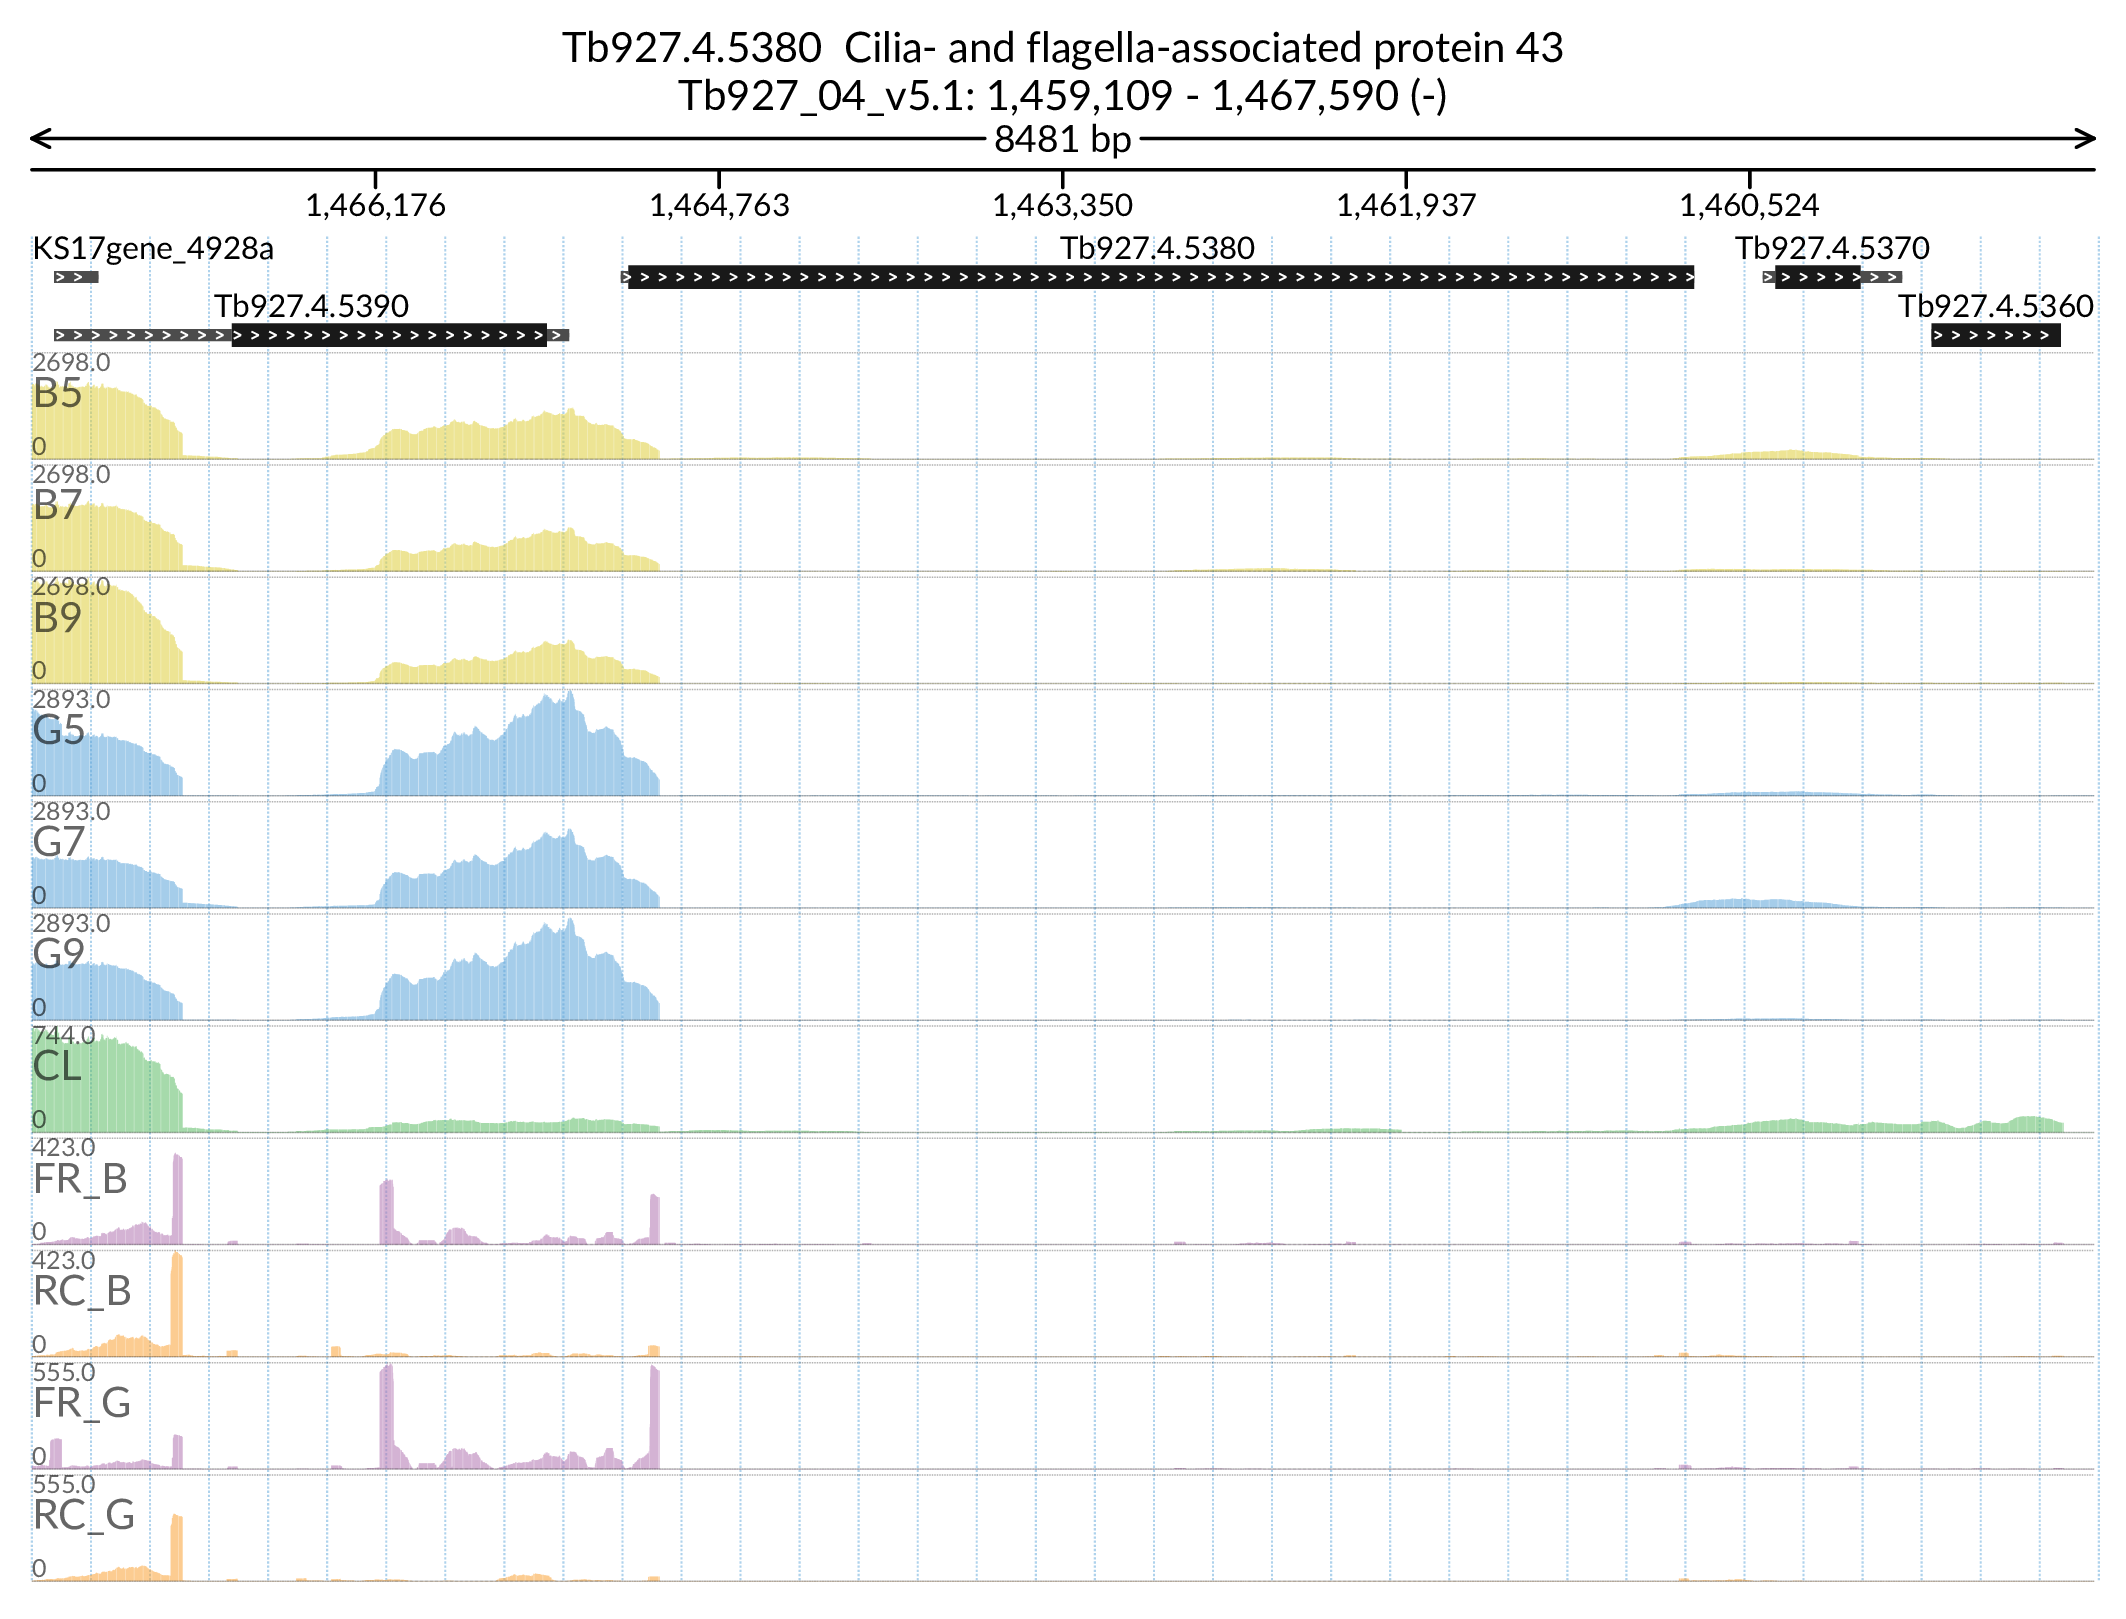 Tb927.4.5380  Cilia- and flagella-associated protein 43
Tb927_04_v5.1: 1,459,109 - 1,467,590 (-)
8481 bp
1,466,176 1,464,763 1,463,350 1,461,937 1,460,524
KS17gene_4928a Tb927.4.5380 Tb927.4.5370
Tb927.4.5390 Tb927.4.5360
2698.0
B5
0
2698.0
B7
0
2698.0
B9
0
2893.0
G5
0
2893.0
G7
0
2893.0
G9
0
744.0
CL
0
423.0
FR_B
0
423.0
RC_B
0
555.0
FR_G
0
555.0
RC_G
0